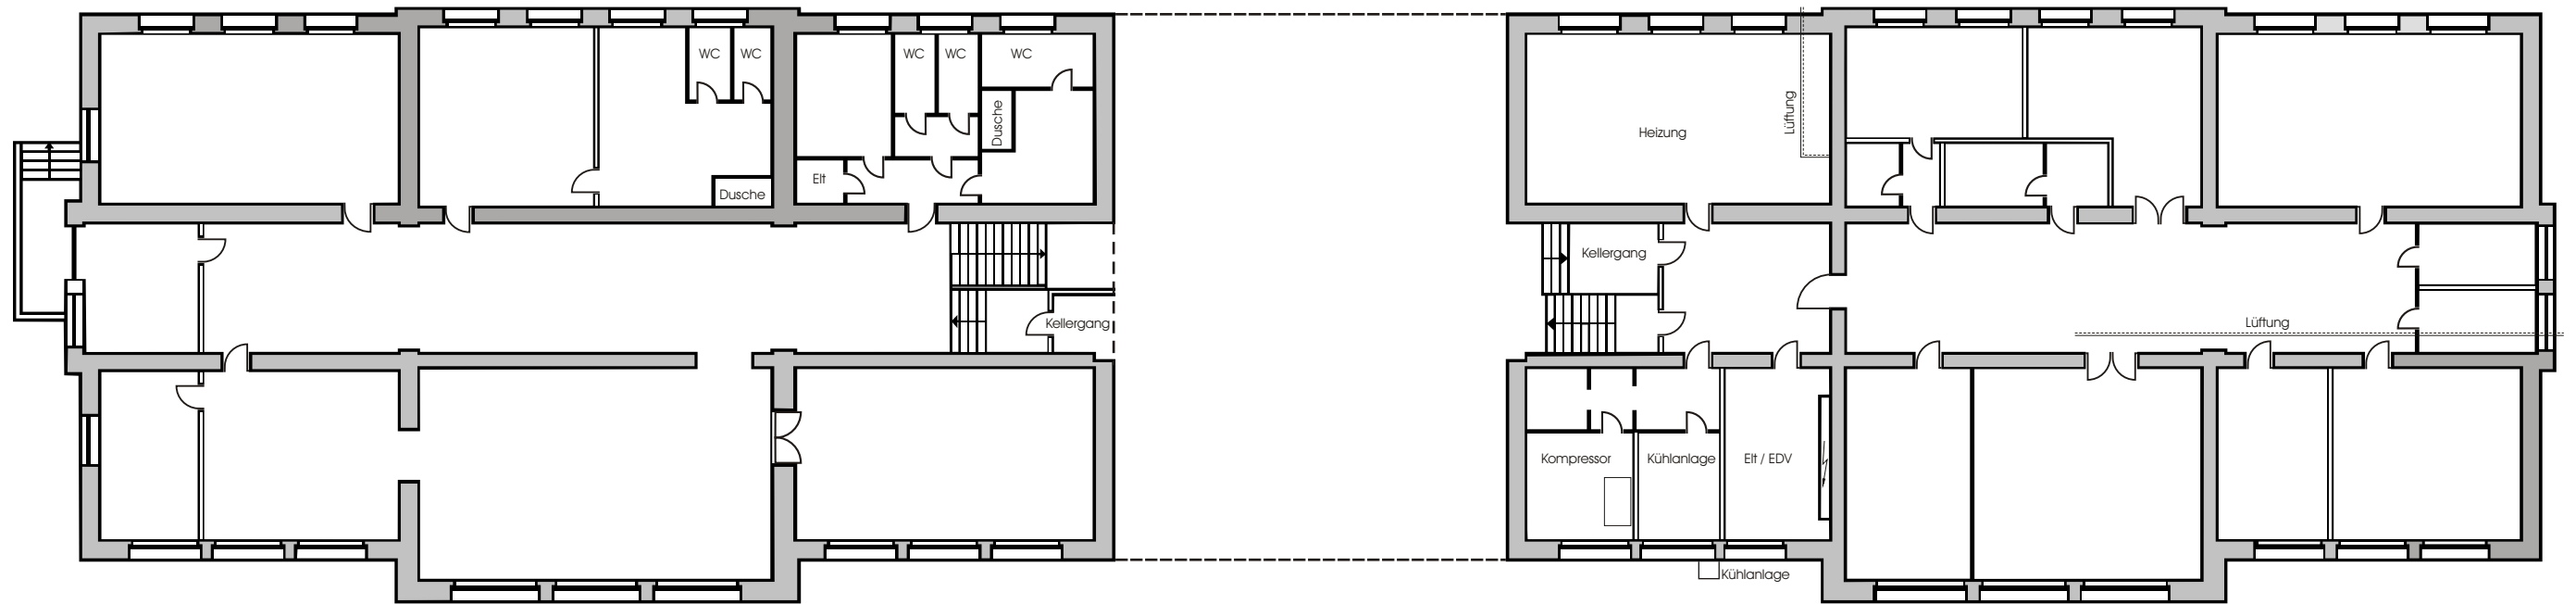 WC
WC
WC
WC
WC
Dusche
Elt
Dusche
Kellergang
Heizung
Lüftung
Kellergang
Lüftung
Kompressor
Kühlanlage
Elt / EDV
Kühlanlage